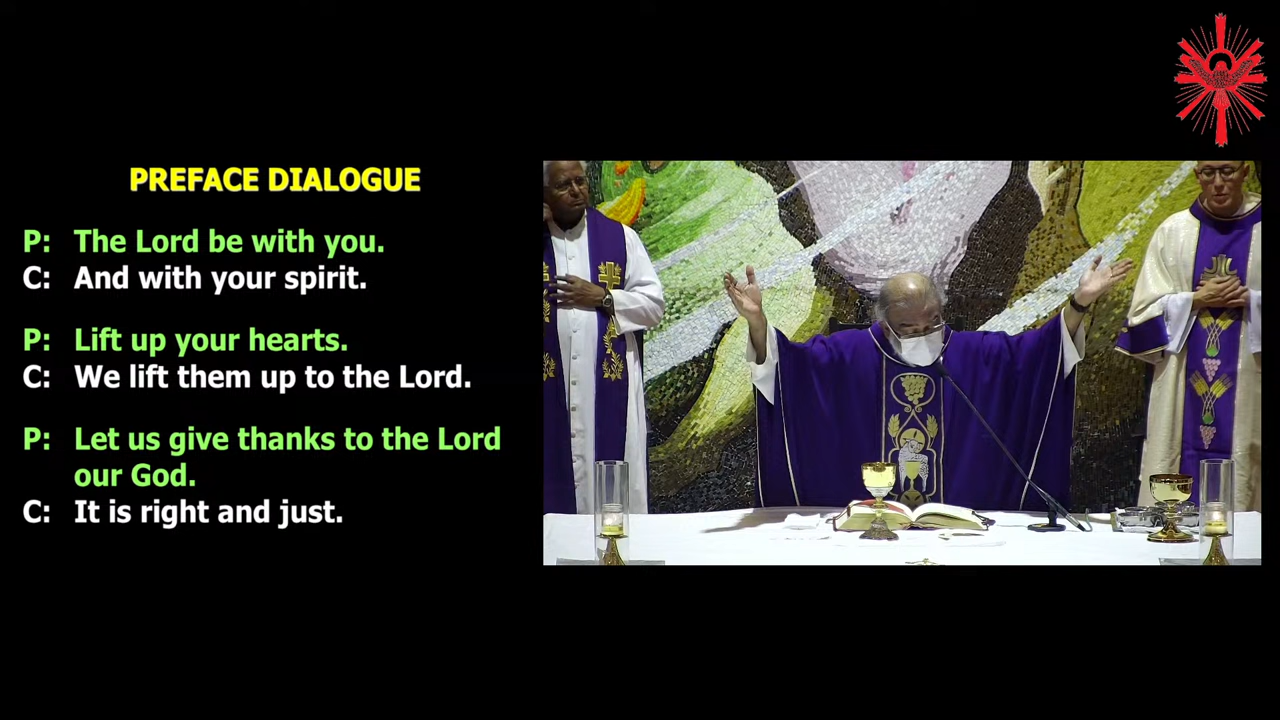 PREFACE DIALOGUE
P: The Lord be with you.
C: And with your spirit.
P: Lift up your hearts.
C: We lift them up to the Lord.
P: Let us give thanks to the Lord
our God.
C: It is right and just.